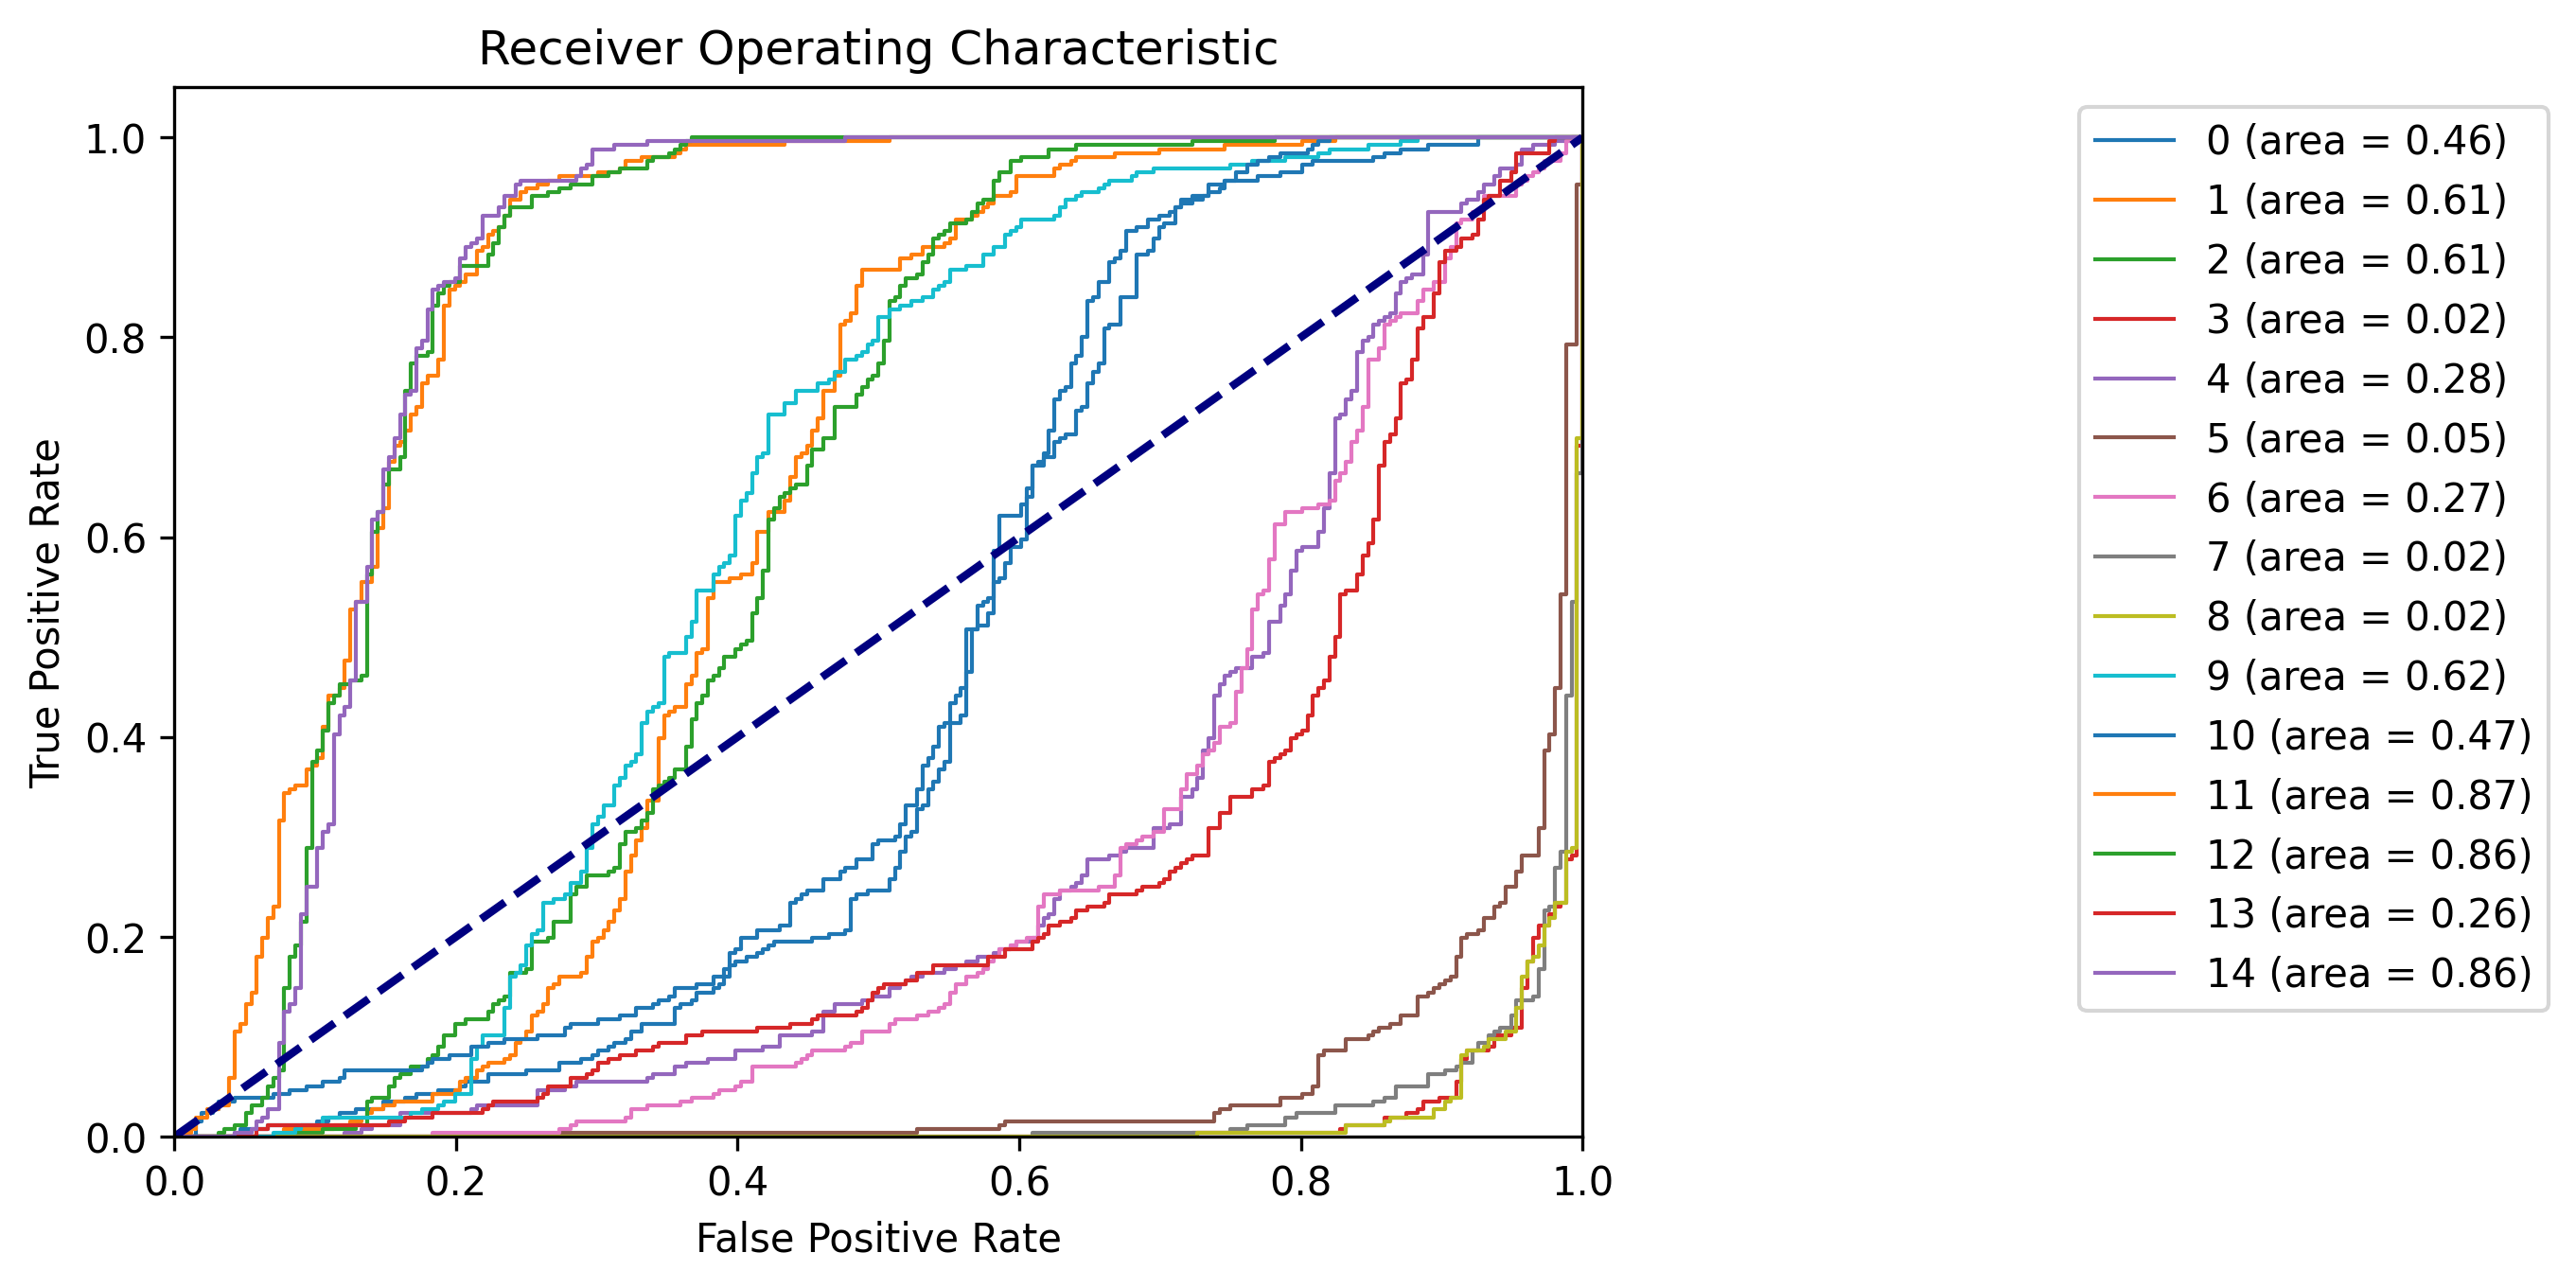 Receiver Operating Characteristic
True Positive Rate
1.0
0.8
0.6
0.4
0.2
0.0
0.0 0.2 0.4 0.6 0.8 1.0
False Positive Rate
0 (area = 0.46)
1 (area = 0.61)
2 (area = 0.61)
3 (area = 0.02)
4 (area = 0.28)
5 (area = 0.05)
6 (area = 0.27)
7 (area = 0.02)
8 (area = 0.02)
9 (area = 0.62)
10 (area = 0.47)
11 (area = 0.87)
12 (area = 0.86)
13 (area = 0.26)
14 (area = 0.86)